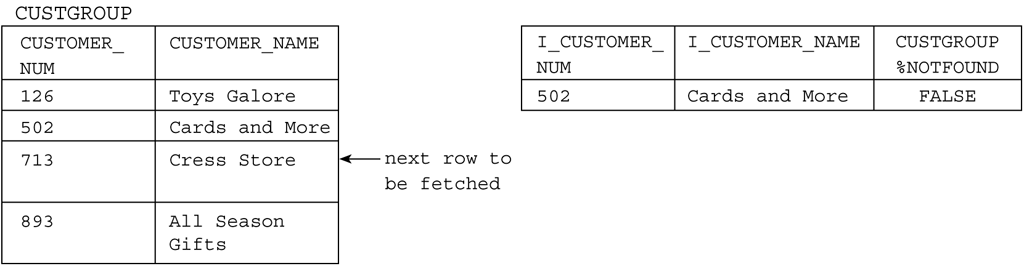 CUSTGROUP
CUSTOMER_ CUSTOMER_NAME
NUM
126 Toys Galore
502 Cards and More
713 Cress Store
893 All Season
Gifts
next row to
be fetched
I_CUSTOMER_ I_CUSTOMER_NAME CUSTGROUP
NUM %NOTFOUND
502 Cards and More FALSE